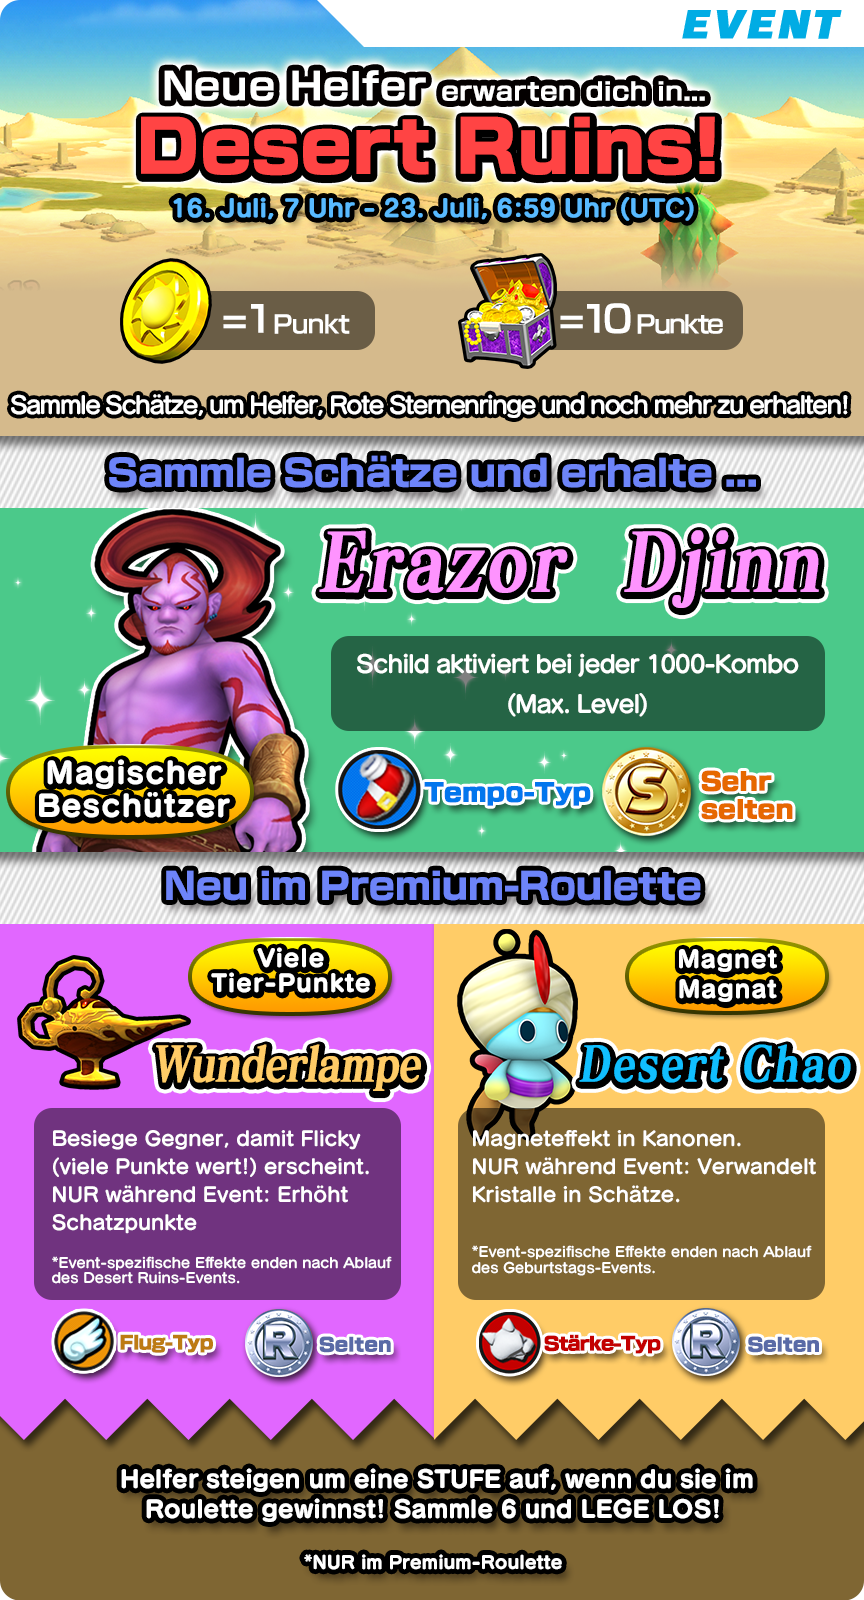 EVENT
Neue Helfer erwarten dich in...
Desert Ruins!
16. Juli, 7 Uhr - 23. Juli, 6:59 Uhr (UTC)
=1 Punkt
=10 Punkte
Sammle Schätze, um Helfer, Rote Sternenringe und noch mehr zu erhalten!
Sammle Schätze und erhalte ...
Erazor Djinn
Schild aktiviert bei jeder 1000-Kombo
(Max. Level)
Magischer
Beschützer
Tempo-Typ
S
Sehr
selten
Neu im Premium-Roulette
Viele
Tier-Punkte
Wunderlampe
Besiege Gegner, damit Flicky
(viele Punkte wert!) erscheint.
NUR während Event: Erhöht
Schatzpunkte
*Event-spezifische Effekte enden nach Ablauf
des Desert Ruins-Events.
Flug-Typ
R
Selten
Magnet
Magnat
Desert Chao
Magneteffekt in Kanonen.
NUR während Event: Verwandelt
Kristalle in Schätze.
*Event-spezifische Effekte enden nach Ablauf
des Geburtstags-Events.
Stärke-Typ
R
Selten
Helfer steigen um eine STUFE auf, wenn du sie im
Roulette gewinnst! Sammle 6 und LEGE LOS!
*NUR im Premium-Roulette